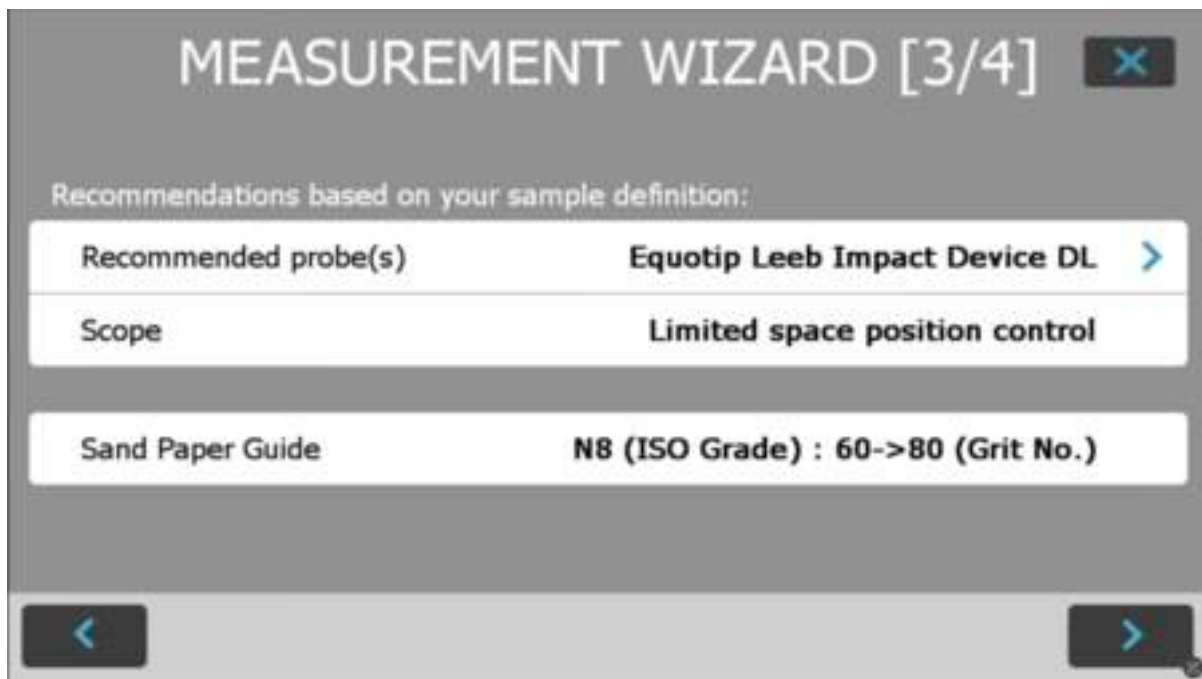 MEASUREMENT WIZARD [3/4]
Recommendations based on your sample definition:
Recommended probe(s) Equotip Leeb Impact Device DL
Scope Limited space position control
Sand Paper Guide N8 (ISO Grade) : 60->80 (Grit No.)